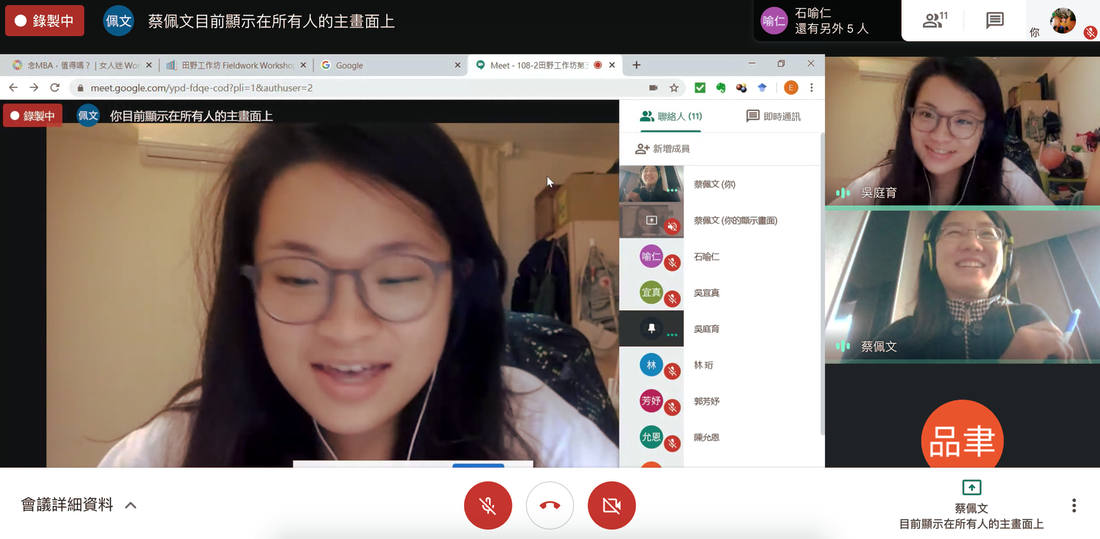 錄製中
佩文
蔡佩文目前顯示在所有人的主畫面上
喻仁
石喻仁
還有另外 5 人
11
你
念MBA，值得嗎？ | 女人迷 Wo
田野工作坊 Fieldwork Worksho
Google
Meet - 108-2田野工作坊第
meet.google.com/ypd-fdqe-cod?pli=1&authuser=2
E
錄製中
佩文
你目前顯示在所有人的主畫面上
聯絡人 (11)
即時通訊
新增成員
蔡佩文 (你)
蔡佩文 (你的顯示畫面)
喻仁
石喻仁
宜真
吳宜真
吳庭育
林
林 珩
芳妤
郭芳妤
允恩
陳允恩
吳庭育
蔡佩文
品聿
會議詳細資料
蔡佩文
目前顯示在所有人的主畫面上